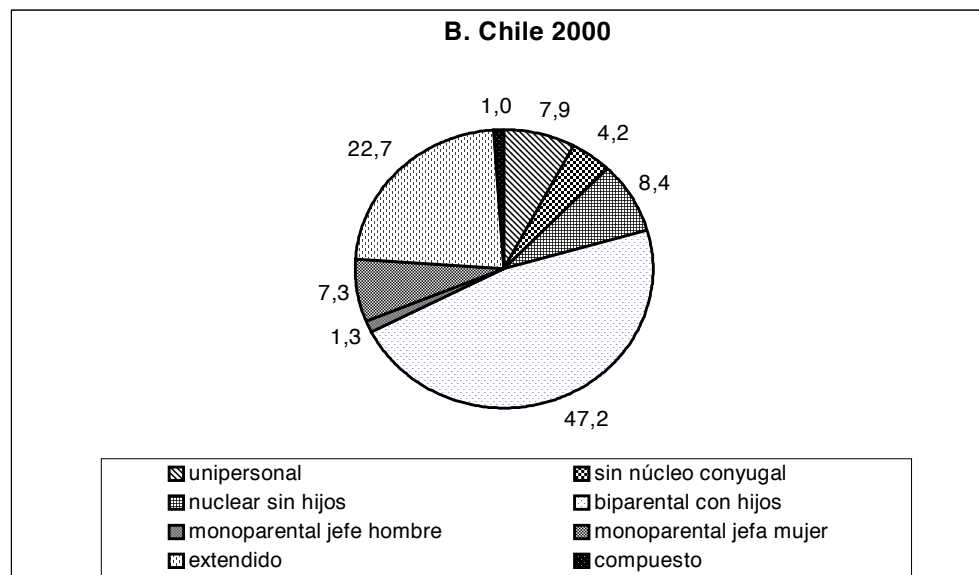 B. Chile 2000
1,0
7,9
4,2
22,7
8,4
7,3
1,3
47,2
unipersonal
sin núcleo conyugal
nuclear sin hijos
biparental con hijos
monoparental jefe hombre
monoparental jefa mujer
extendido
compuesto